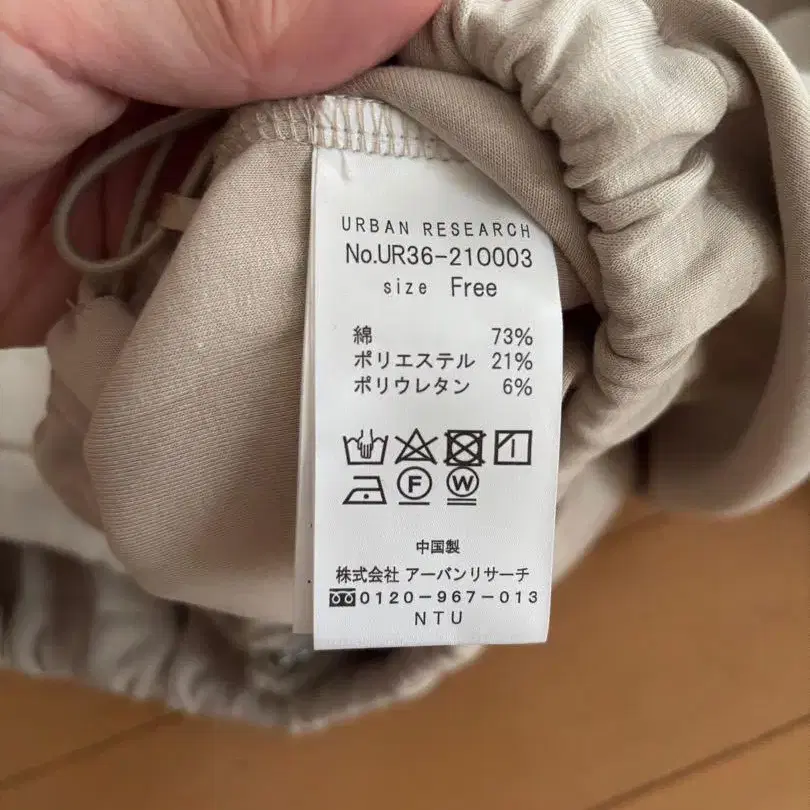 URBAN RESEARCH
No.UR36-210003
size Free
綿 73%
ポリエステル 21%
ポリウレタン 6%
F W
中国製
株式会社 アーバンリサーチ
0120-967-013
NTU